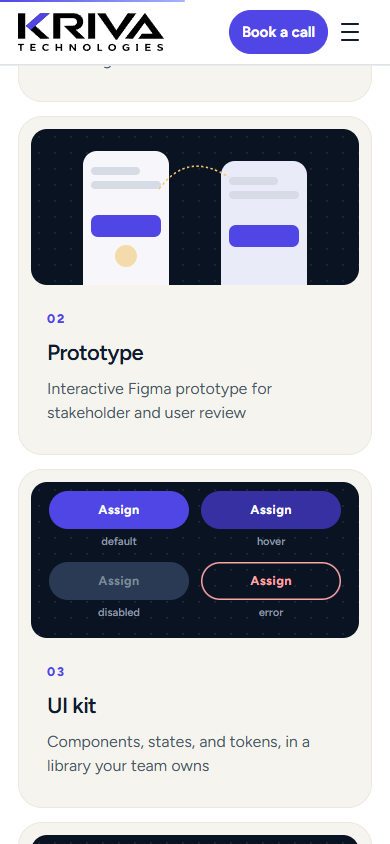 KRIVA
TECHNOLOGIES
Book a call
02
Prototype
Interactive Figma prototype for
stakeholder and user review
Assign
Assign
default
hover
Assign
Assign
disabled
error
03
UI kit
Components, states, and tokens, in a
library your team owns